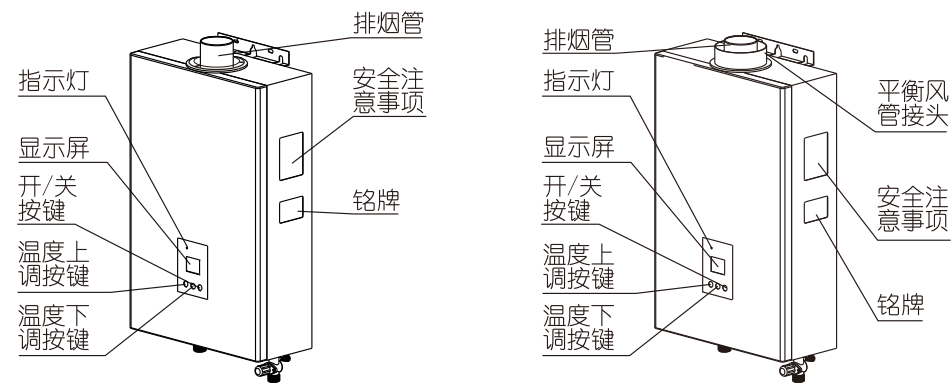 排烟管
指示灯
安全注
意事项
显示屏
开/关
按键
铭牌
温度上
调按键
温度下
调按键
排烟管
指示灯
平衡风
管接头
显示屏
开/关
按键
安全注
意事项
温度上
调按键
铭牌
温度下
调按键